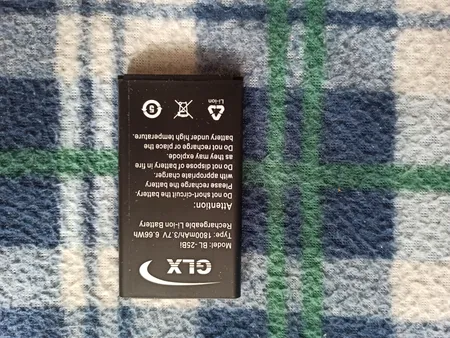 GLX
Model: BL-25Bi
Type: 1800mAh/3.7V 6.66Wh
Rechargeable Li-ion Battery
Attention:
Do not short-circuit the battery.
Please recharge the battery
with appropriate charger.
Do not dispose of battery in fire
as they may explode.
Do not recharge or place the
battery under high temperature.
Li-ion
5